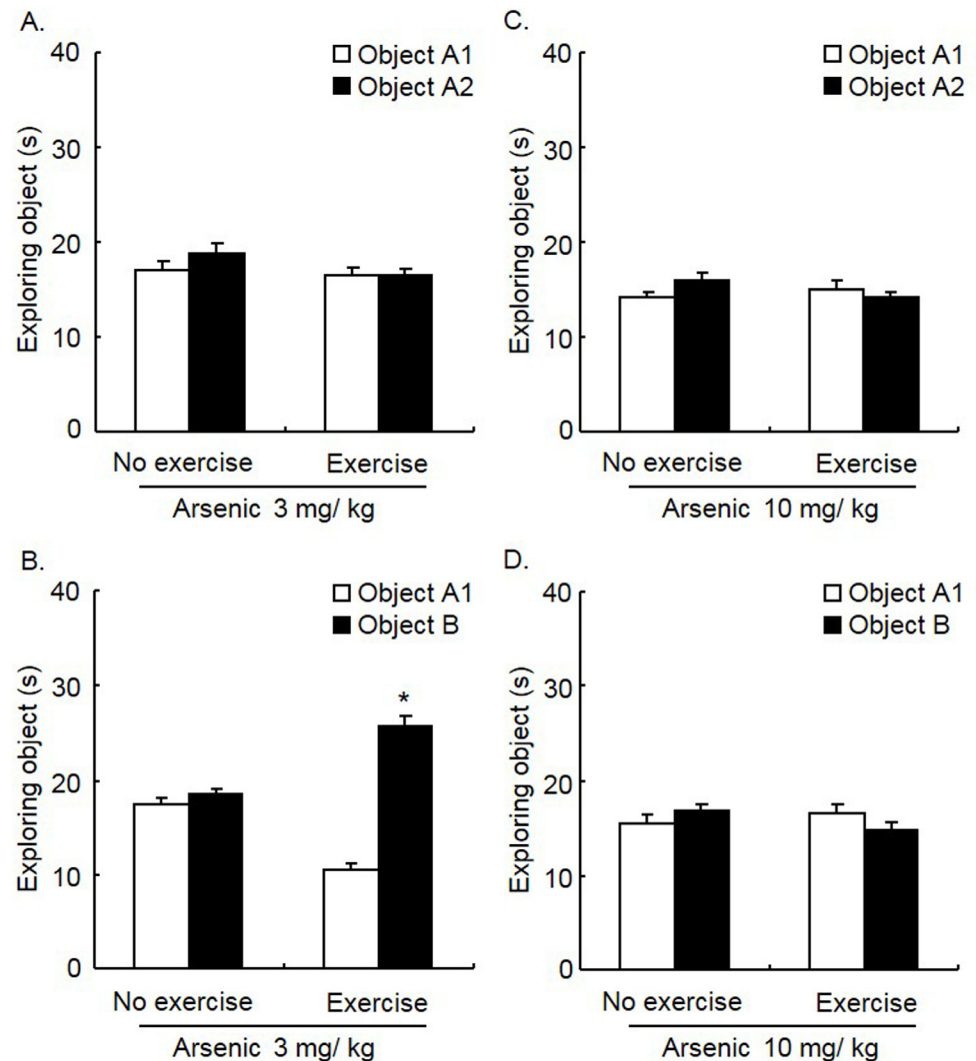 A.
Exploring object (s)
40
30
20
10
0
Object A1
Object A2
No exercise Exercise
Arsenic 3 mg/ kg
C.
Exploring object (s)
40
30
20
10
0
Object A1
Object A2
No exercise Exercise
Arsenic 10 mg/ kg
B.
Exploring object (s)
40
30
20
10
0
Object A1
Object B
*
No exercise Exercise
Arsenic 3 mg/ kg
D.
Exploring object (s)
40
30
20
10
0
Object A1
Object B
No exercise Exercise
Arsenic 10 mg/ kg